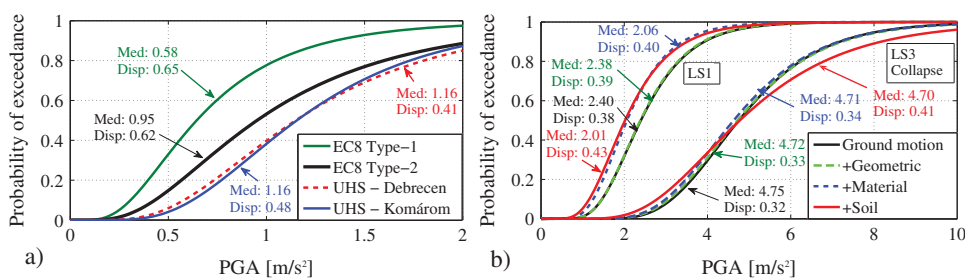 Probability of exceedance
1
0.8
0.6
0.4
0.2
0
0
0.5
1
1.5
2
Med: 0.58
Disp: 0.65
Med: 0.95
Disp: 0.62
Med: 1.16
Disp: 0.41
Med: 1.16
Disp: 0.48
EC8 Type−1
EC8 Type−2
UHS − Debrecen
UHS − Komárom
a)
PGA [m/s²]
Probability of exceedance
1
0.8
0.6
0.4
0.2
0
0
2
4
6
8
10
Med: 2.06
Disp: 0.40
Med: 2.38
Disp: 0.39
Med: 2.40
Disp: 0.38
Med: 2.01
Disp: 0.43
LS1
LS3
Collapse
Med: 4.71
Disp: 0.34
Med: 4.70
Disp: 0.41
Med: 4.72
Disp: 0.33
Med: 4.75
Disp: 0.32
Ground motion
+Geometric
+Material
+Soil
b)
PGA [m/s²]